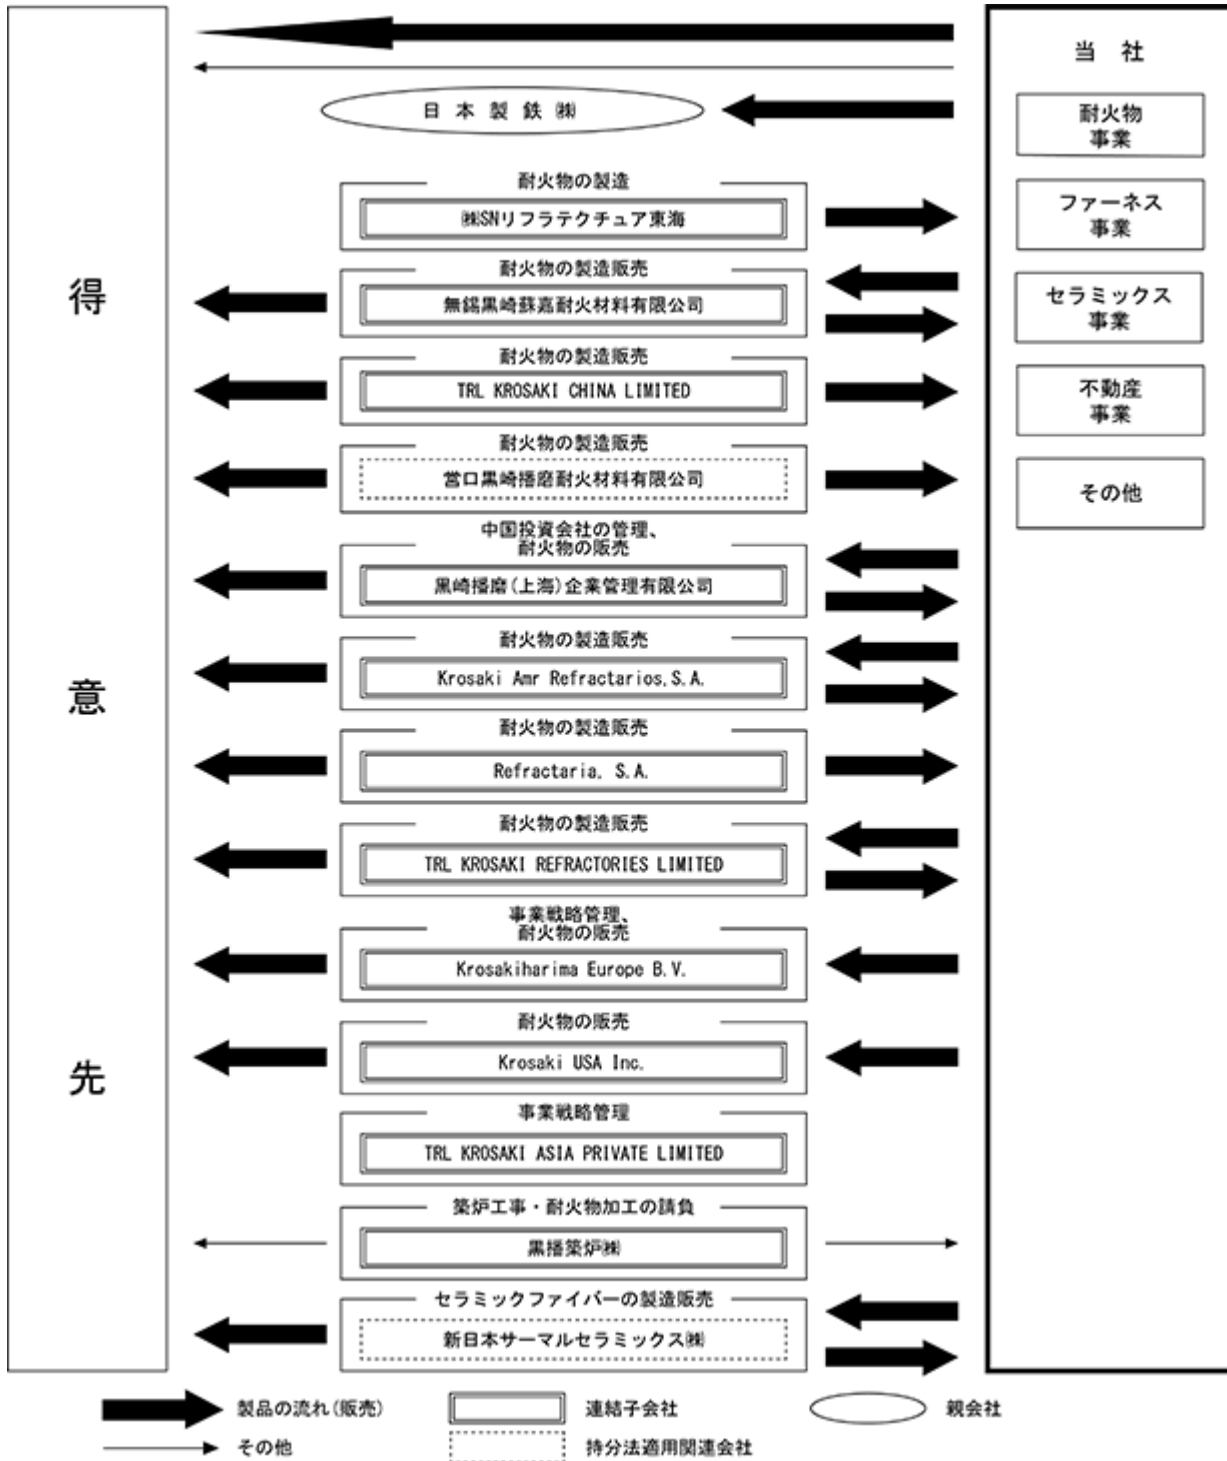 得意先
当 社
耐火物
事業
ファーネス
事業
セラミックス
事業
不動産
事業
その他
日 本 製 鉄 ㈱
耐火物の製造
㈱SNリフラテクチュア東海
耐火物の製造販売
無錫黒崎蘇嘉耐火材料有限公司
耐火物の製造販売
TRL KROSAKI CHINA LIMITED
耐火物の製造販売
営口黒崎播磨耐火材料有限公司
中国投資会社の管理、
耐火物の販売
黒崎播磨(上海)企業管理有限公司
耐火物の製造販売
Krosaki Amr Refractarios,S.A.
耐火物の製造販売
Refractaria, S.A.
耐火物の製造販売
TRL KROSAKI REFRACTORIES LIMITED
事業戦略管理、
耐火物の販売
Krosakiharima Europe B.V.
耐火物の販売
Krosaki USA Inc.
事業戦略管理
TRL KROSAKI ASIA PRIVATE LIMITED
築炉工事・耐火物加工の請負
黒播築炉㈱
セラミックファイバーの製造販売
新日本サーマルセラミックス㈱
製品の流れ(販売)
連結子会社
親会社
その他
持分法適用関連会社